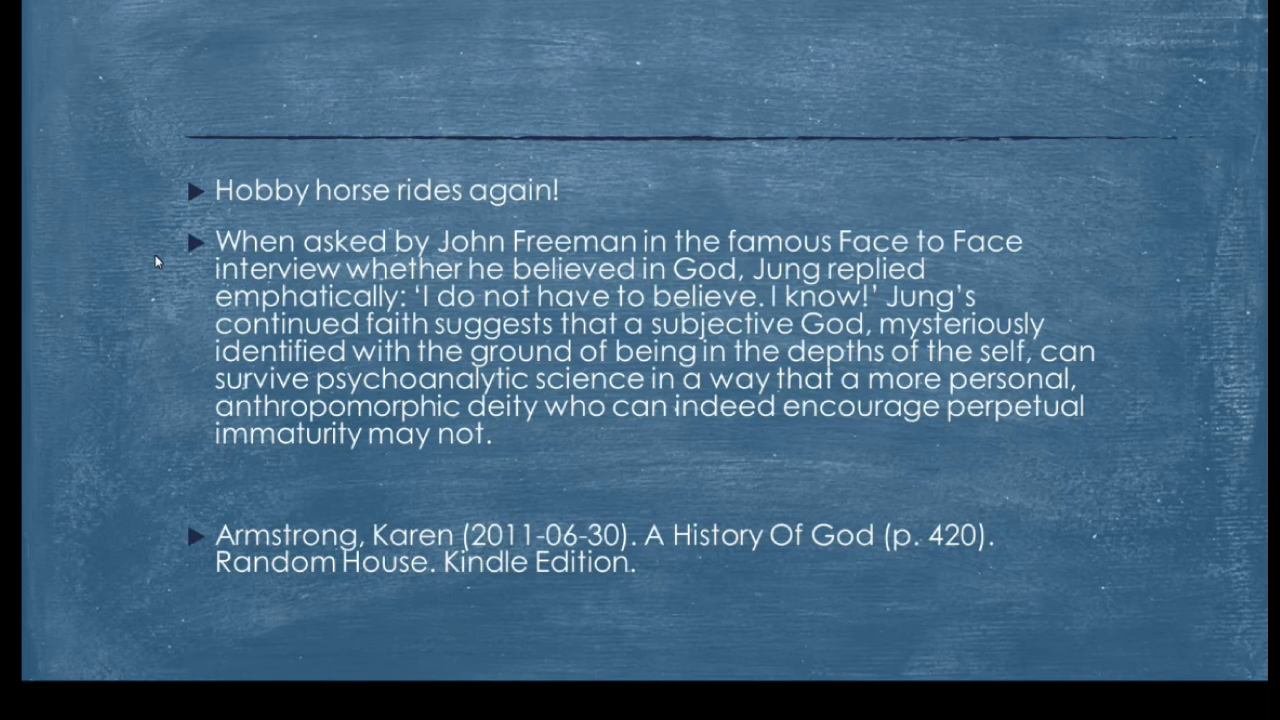 Hobby horse rides again!
When asked by John Freeman in the famous Face to Face
interview whether he believed in God, Jung replied
emphatically: ‘I do not have to believe. I know!’ Jung’s
continued faith suggests that a subjective God, mysteriously
identified with the ground of being in the depths of the self, can
survive psychoanalytic science in a way that a more personal,
anthropomorphic deity who can indeed encourage perpetual
immaturity may not.
Armstrong, Karen (2011-06-30). A History Of God (p. 420).
Random House. Kindle Edition.